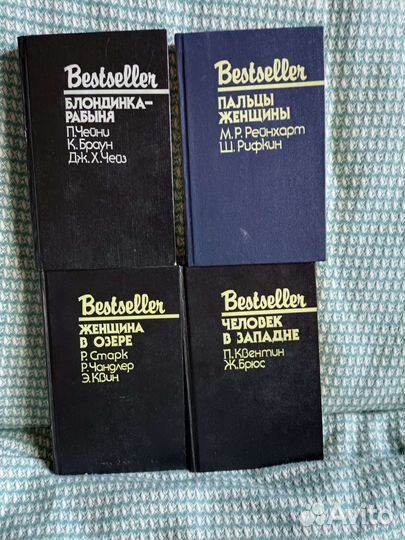 Bestseller
БЛОНДИНКА-
РАБЫНЯ
П. Чейни
К. Браун
Дж. Х. Чейз
Bestseller
ПАЛЬЦЫ
ЖЕНЩИНЫ
М. Р. Рейнхарт
Ш. Рифкин
Bestseller
ЖЕНЩИНА
В ОЗЕРЕ
Р. Старк
Р. Чандлер
Э. Квин
Bestseller
ЧЕЛОВЕК
В ЗАПАДНЕ
П. Квентин
Ж. Брюс
Avito